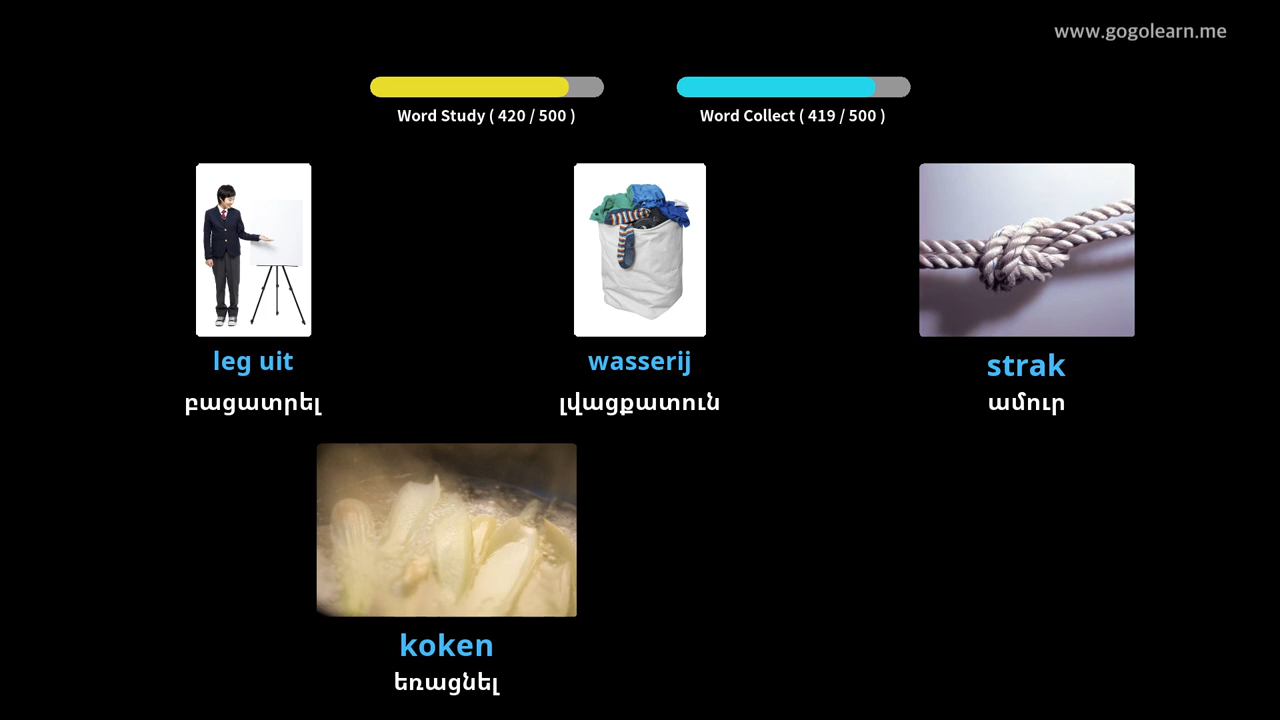 www.gogolearn.me
Word Study ( 420 / 500 )
Word Collect ( 419 / 500 )
leg uit
wasserij
strak
բացատրել
լվացքատուն
ամուր
koken
եռացնել